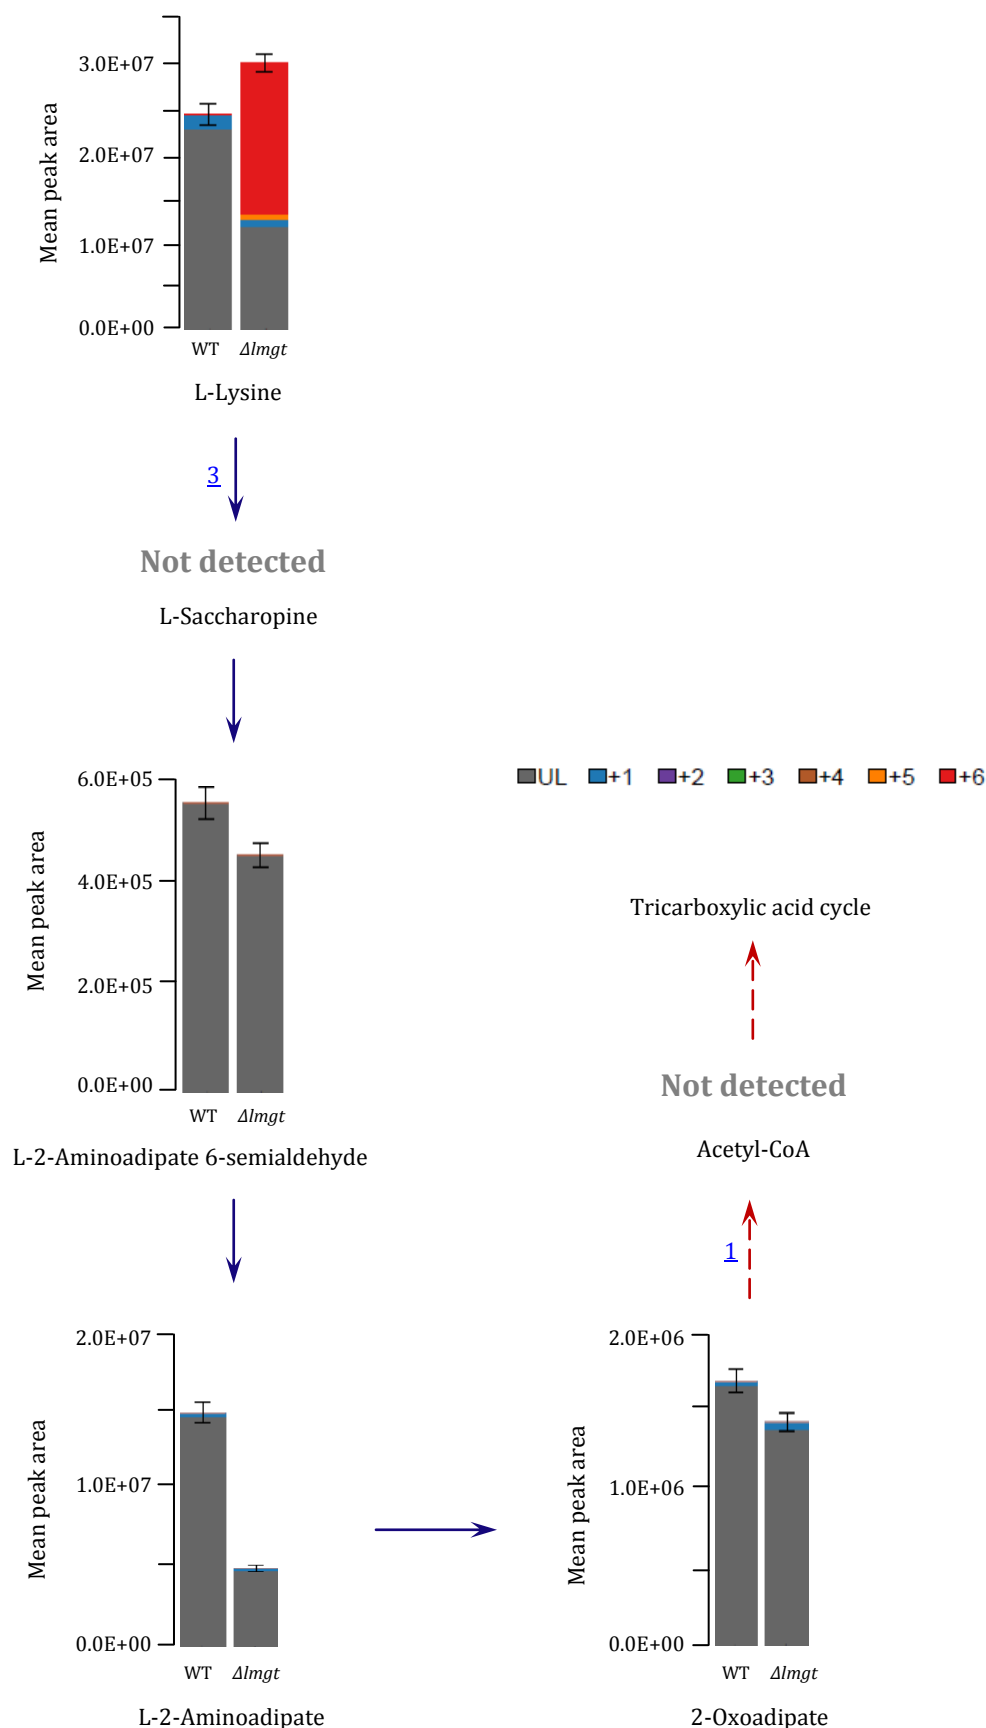 Mean peak area
3.0E+07
2.0E+07
1.0E+07
0.0E+00
WT Δlmgt
L-Lysine
3
Not detected
L-Saccharopine
Mean peak area
6.0E+05
4.0E+05
2.0E+05
0.0E+00
WT Δlmgt
L-2-Aminoadipate 6-semialdehyde
UL +1 +2 +3 +4 +5 +6
Tricarboxylic acid cycle
Not detected
Acetyl-CoA
1
Mean peak area
2.0E+07
1.0E+07
0.0E+00
WT Δlmgt
L-2-Aminoadipate
Mean peak area
2.0E+06
1.0E+06
0.0E+00
WT Δlmgt
2-Oxoadipate